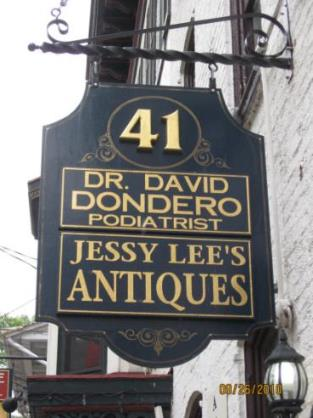 41
DR. DAVID
DONDERO
PODIATRIST
JESSY LEE'S
ANTIQUES
08/26/2010